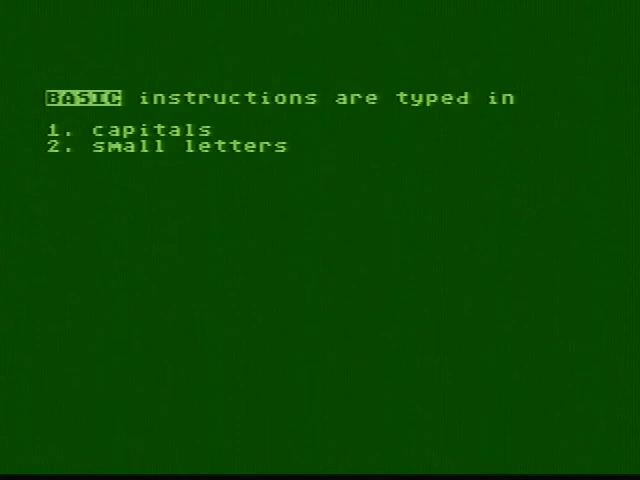 BASIC instructions are typed in
1. capitals
2. small letters